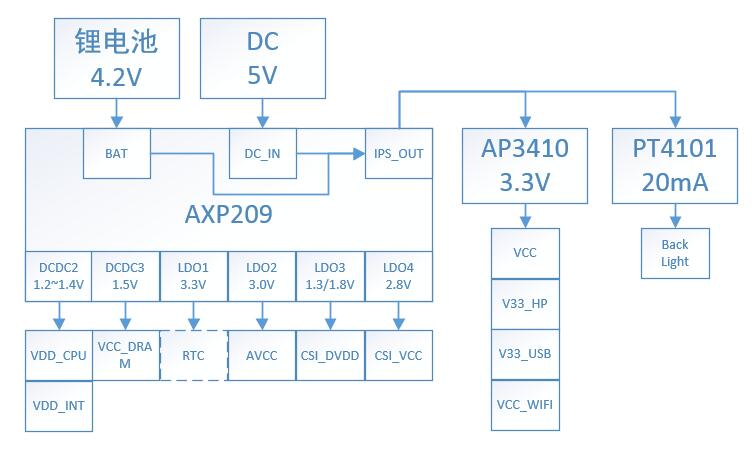 锂电池
4.2V
DC
5V
BAT
DC_IN
IPS_OUT
AXP209
AP3410
3.3V
PT4101
20mA
DCDC2
1.2~1.4V
DCDC3
1.5V
LDO1
3.3V
LDO2
3.0V
LDO3
1.3/1.8V
LDO4
2.8V
VDD_CPU
VDD_INT
VCC_DRA
M
RTC
AVCC
CSI_DVDD
CSI_VCC
VCC
V33_HP
V33_USB
VCC_WIFI
Back
Light